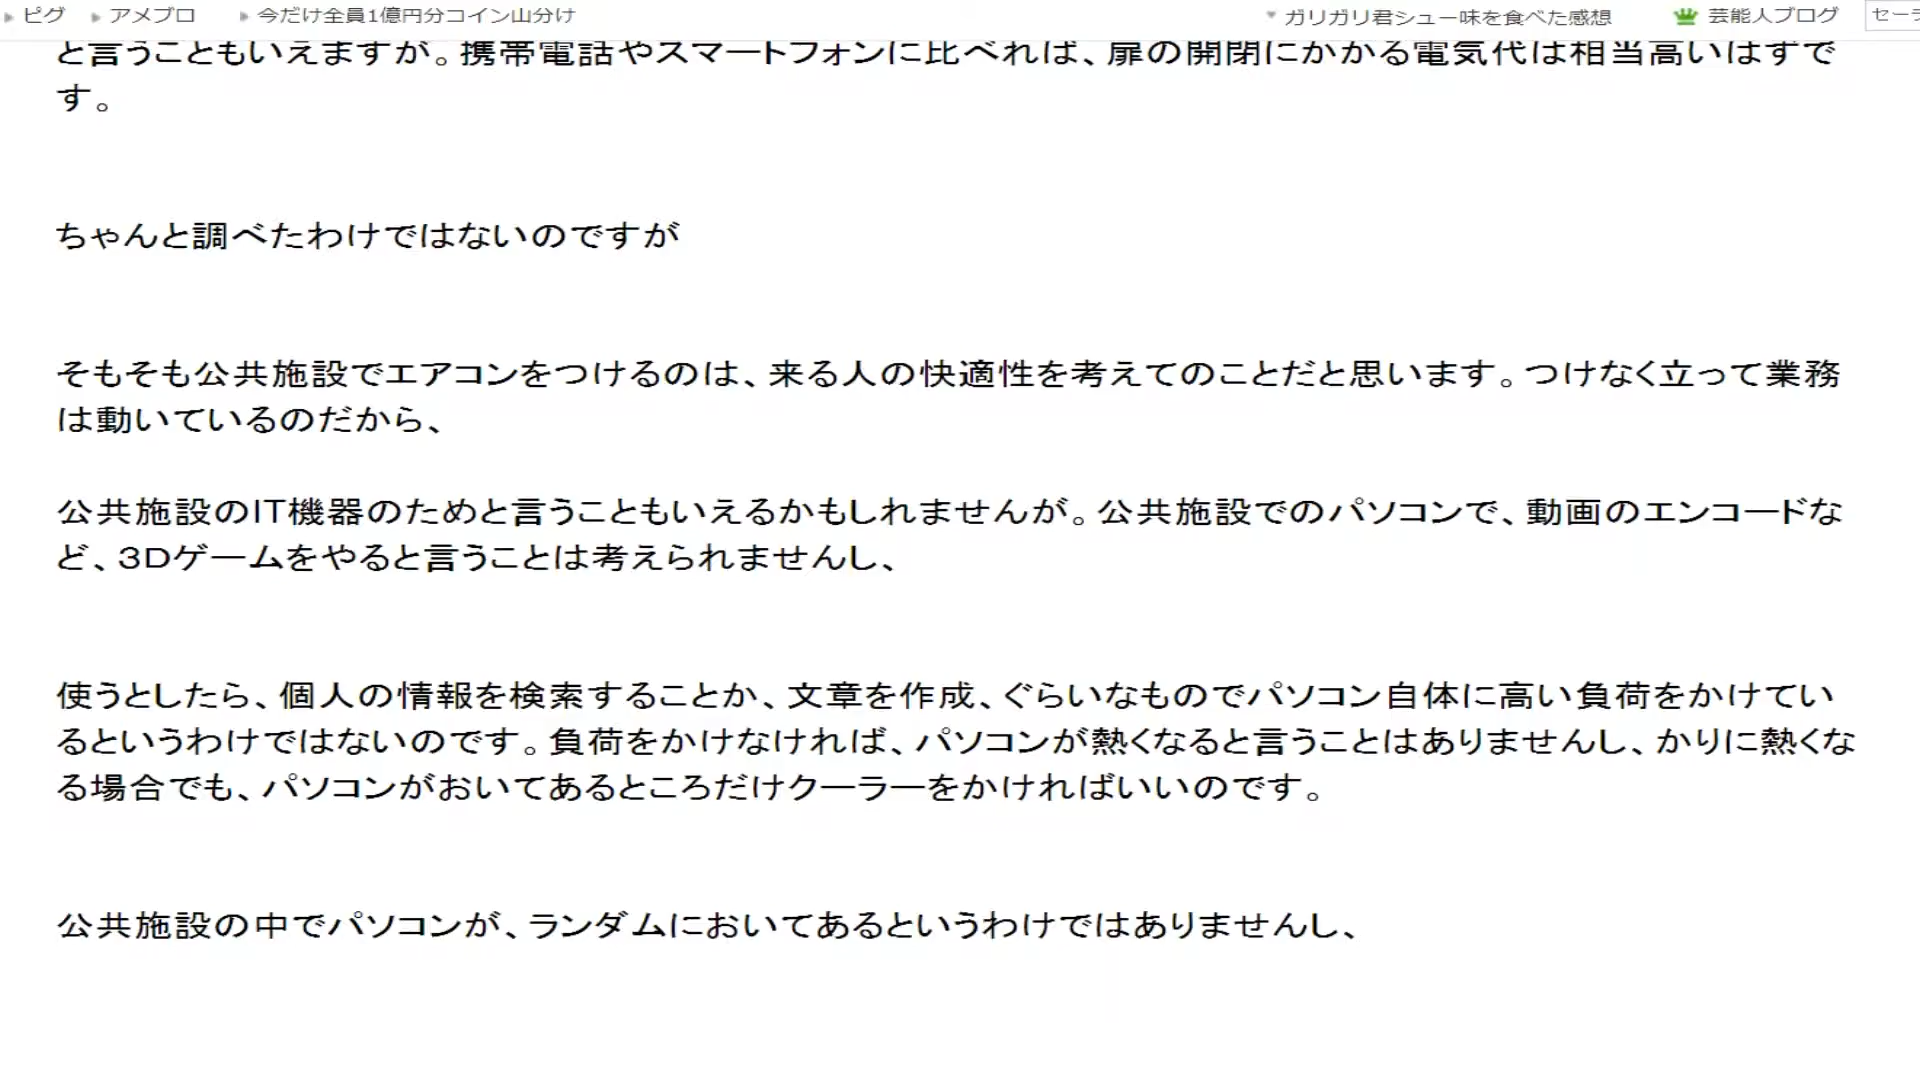 ピグ アメブロ 今だけ全員1億円分コイン山分け ガリガリ君シュー味を食べた感想 芸能人ブログ セーラ
と言うこともいえますが。携帯電話やスマートフォンに比べれば、扉の開閉にかかる電気代は相当高いはずで
す。
ちゃんと調べたわけではないのですが
そもそも公共施設でエアコンをつけるのは、来る人の快適性を考えてのことだと思います。つけなく立って業務
は動いているのだから、
公共施設のIT機器のためと言うこともいえるかもしれませんが。公共施設でのパソコンで、動画のエンコードな
ど、3Dゲームをやると言うことは考えられませんし、
使うとしたら、個人の情報を検索することか、文章を作成、ぐらいなものでパソコン自体に高い負荷をかけてい
るというわけではないのです。負荷をかけなければ、パソコンが熱くなると言うことはありませんし、かりに熱くな
る場合でも、パソコンがおいてあるところだけクーラーをかければいいのです。
公共施設の中でパソコンが、ランダムにおいてあるというわけではありませんし、